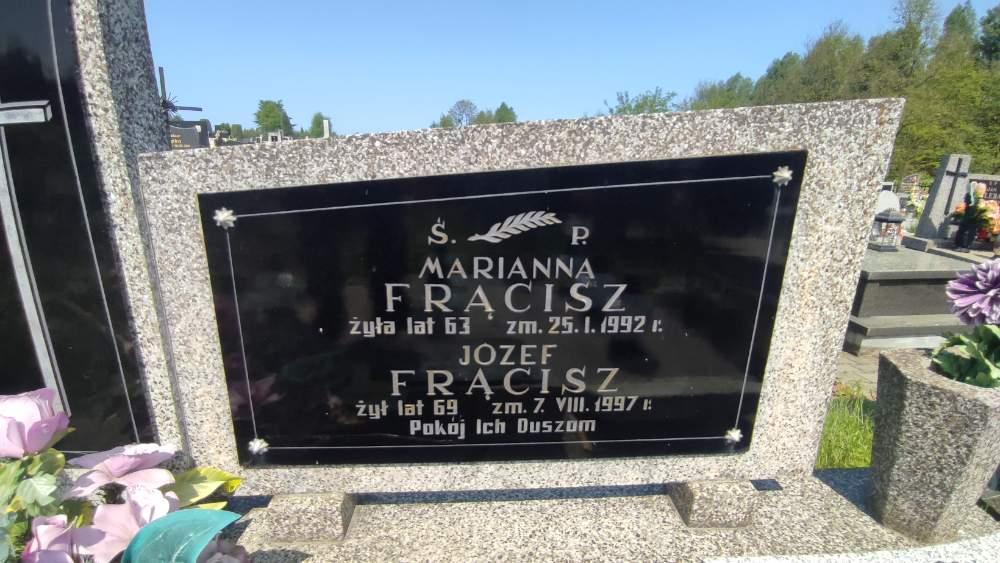 Ś. P.
MARIANNA
FRĄCISZ
żyła lat 63 zm. 25. I. 1992 r.
JÓZEF
FRĄCISZ
żył lat 69 zm. 7. VIII. 1997 r.
Pokój Ich Duszom